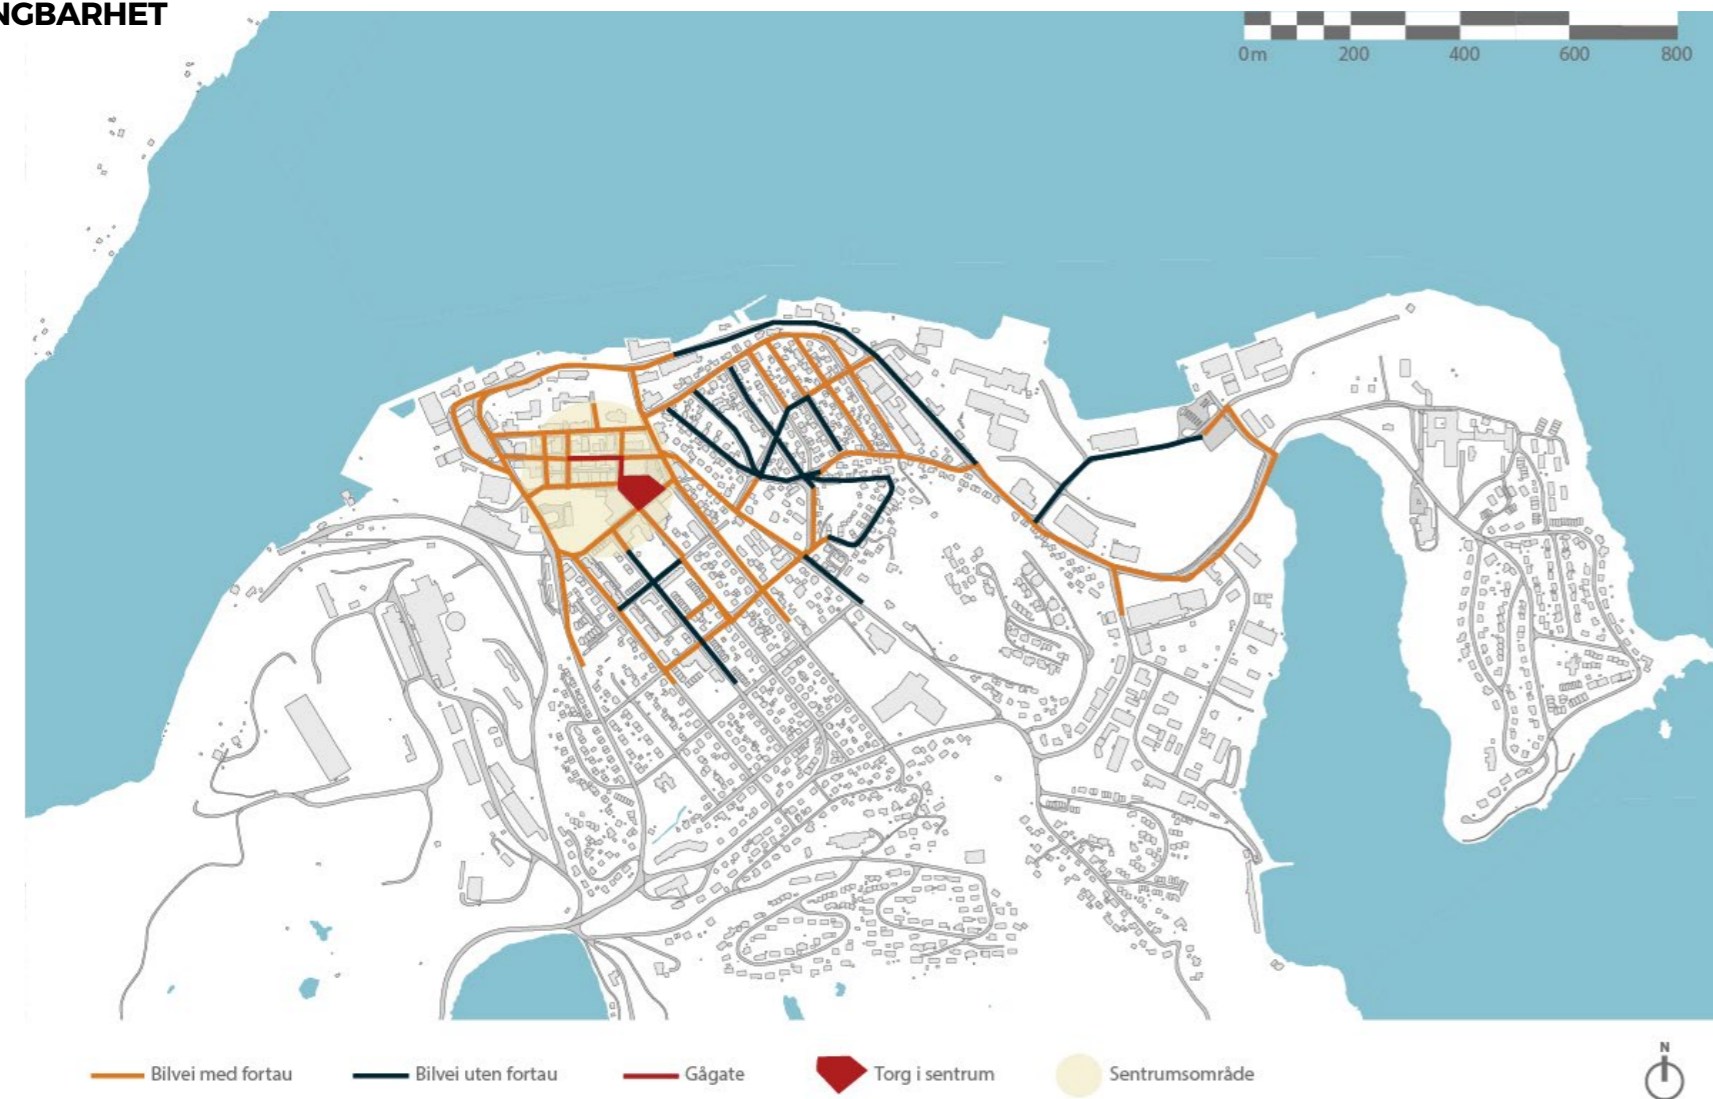 NGBARHET
0m 200 400 600 800
Bilvei med fortau
Bilvei uten fortau
Gågate
Torg i sentrum
Sentrumsområde
N